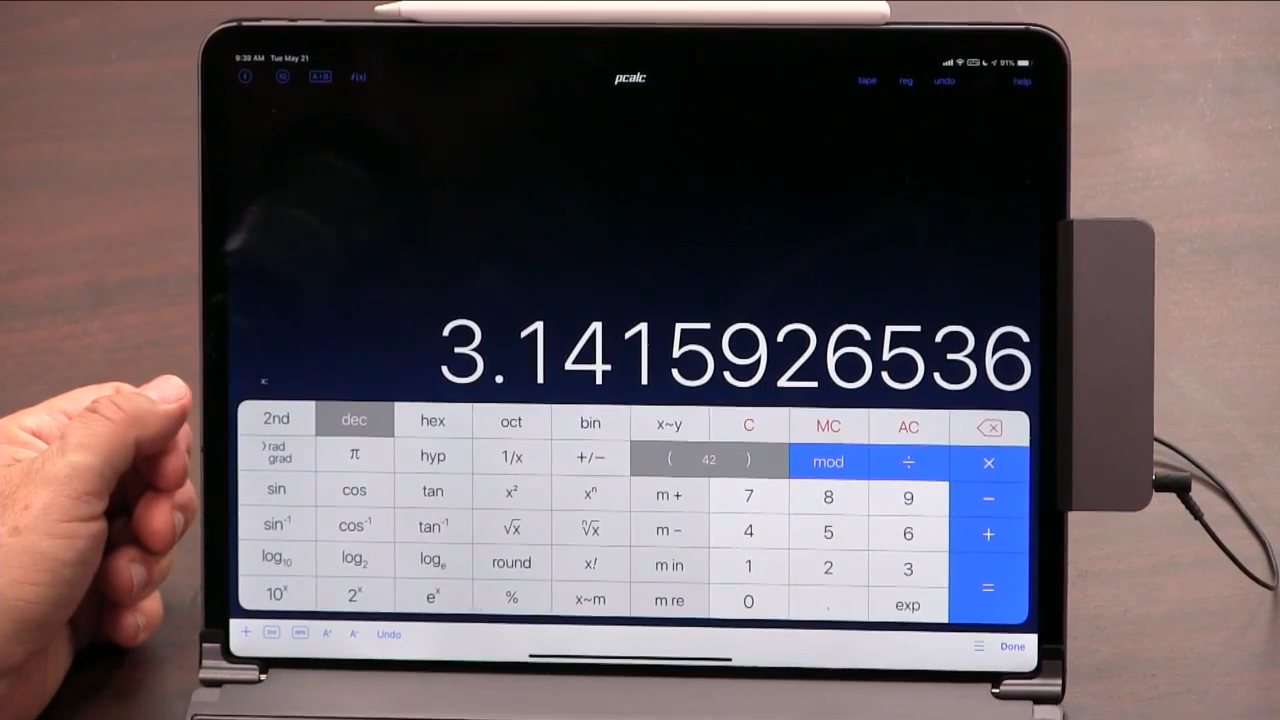 9:39 AM Tue May 21
91%
A+B f(x) pcalc tape reg undo help
3.1415926536
2nd dec hex oct bin x~y C MC AC
rad grad π hyp 1/x +/− ( 42 ) mod ÷ ×
sin cos tan x² xⁿ m + 7 8 9 −
sin⁻¹ cos⁻¹ tan⁻¹ √x ⁿ√x m − 4 5 6 +
log₁₀ log₂ logₑ round x! m in 1 2 3 =
10ˣ 2ˣ eˣ % x~m m re 0 . exp
+ A⁺ A⁻ Undo Done